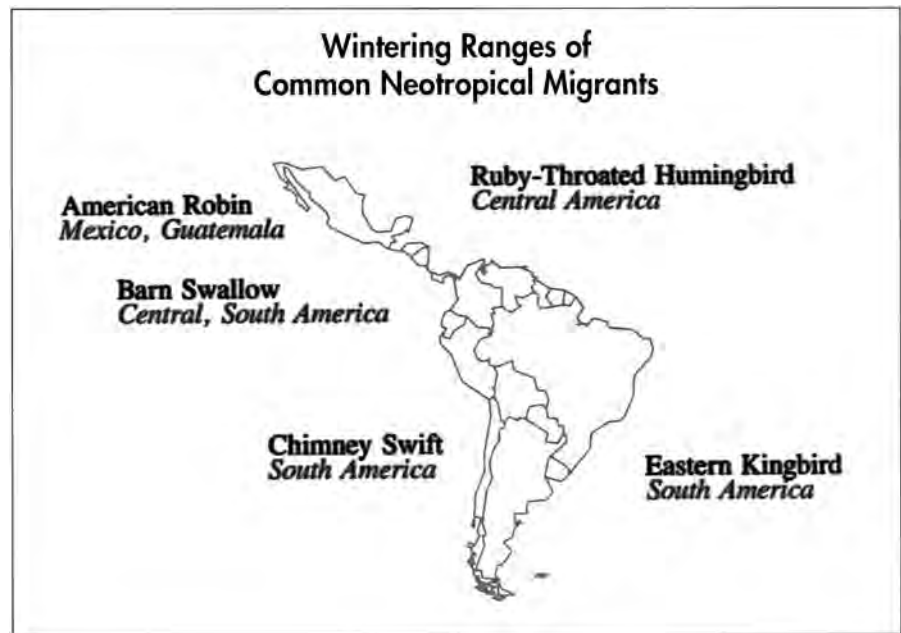 Wintering Ranges of
Common Neotropical Migrants
Ruby-Throated Humingbird
Central America
American Robin
Mexico, Guatemala
Barn Swallow
Central, South America
Chimney Swift
South America
Eastern Kingbird
South America